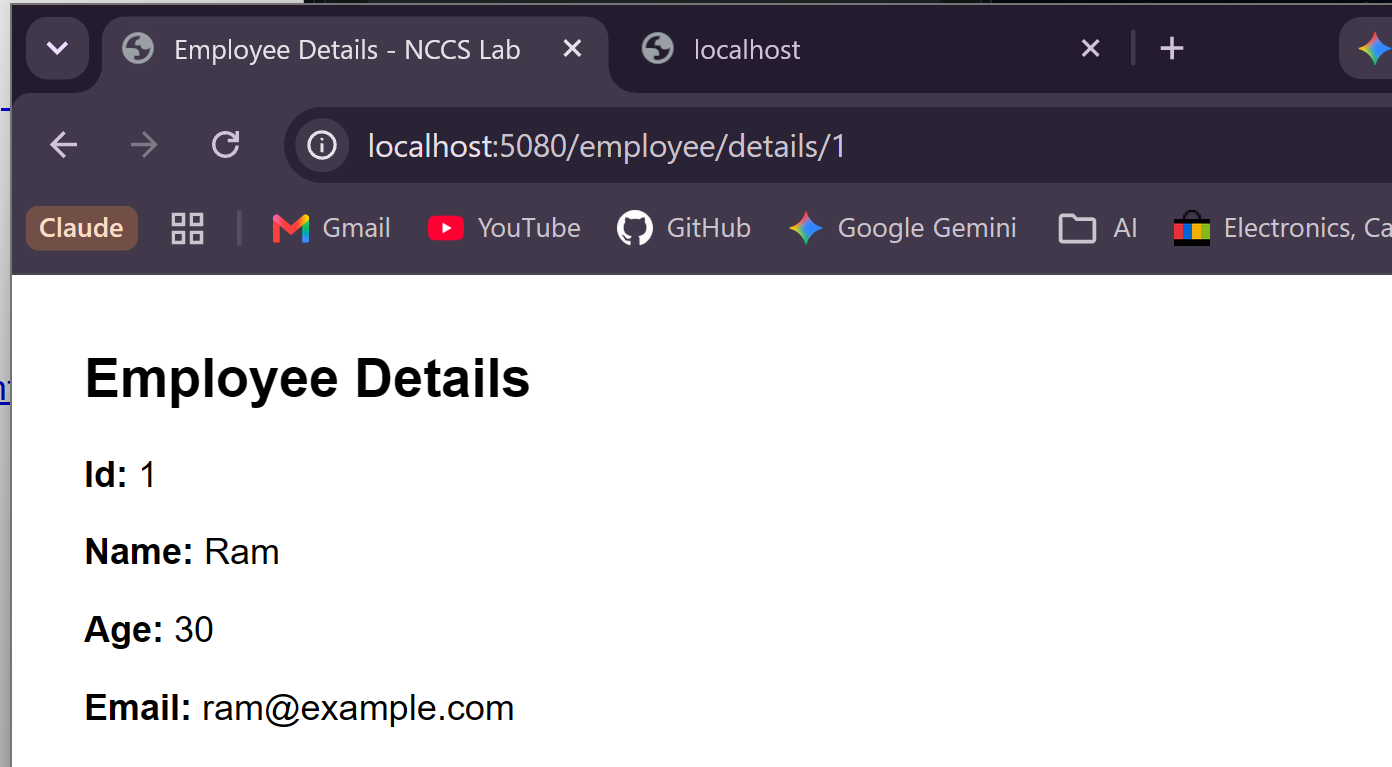 Employee Details - NCCS Lab
localhost
localhost:5080/employee/details/1
Claude
Gmail
YouTube
GitHub
Google Gemini
AI
Electronics, Ca
Employee Details
Id: 1
Name: Ram
Age: 30
Email: ram@example.com